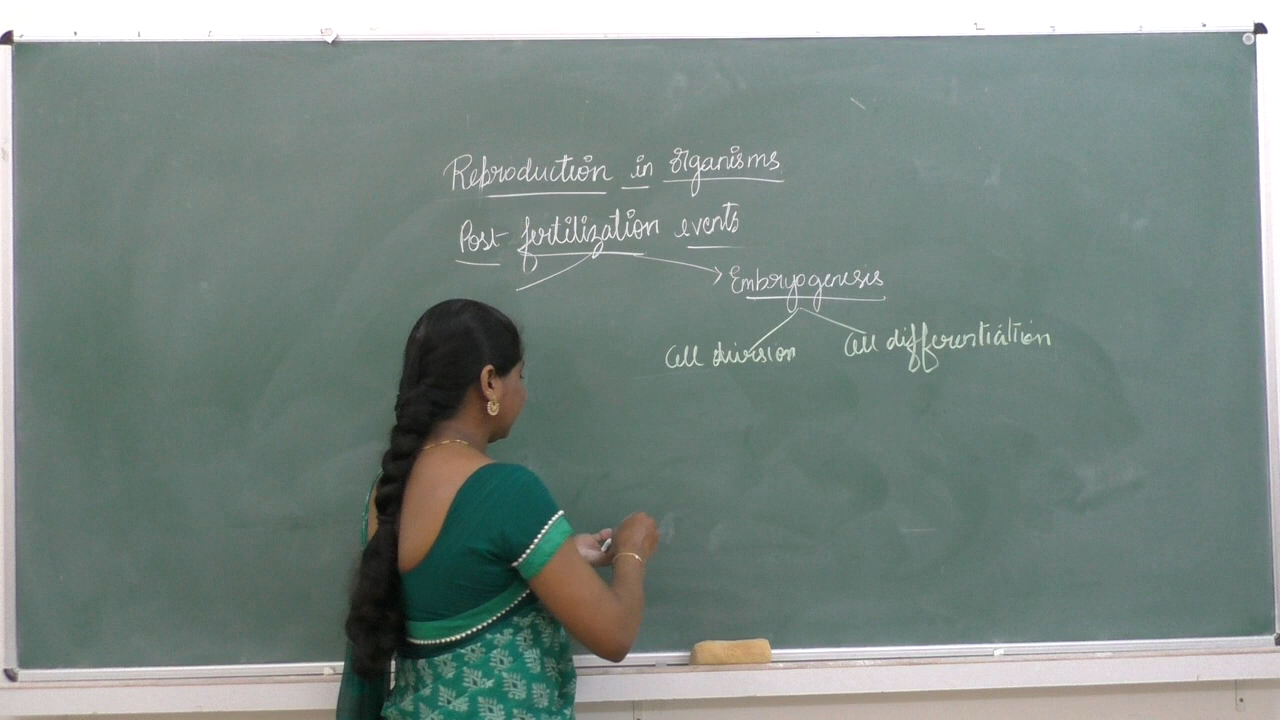 Reproduction in organisms
Post fertilization events
Embryogenesis
Cell division
Cell differentiation